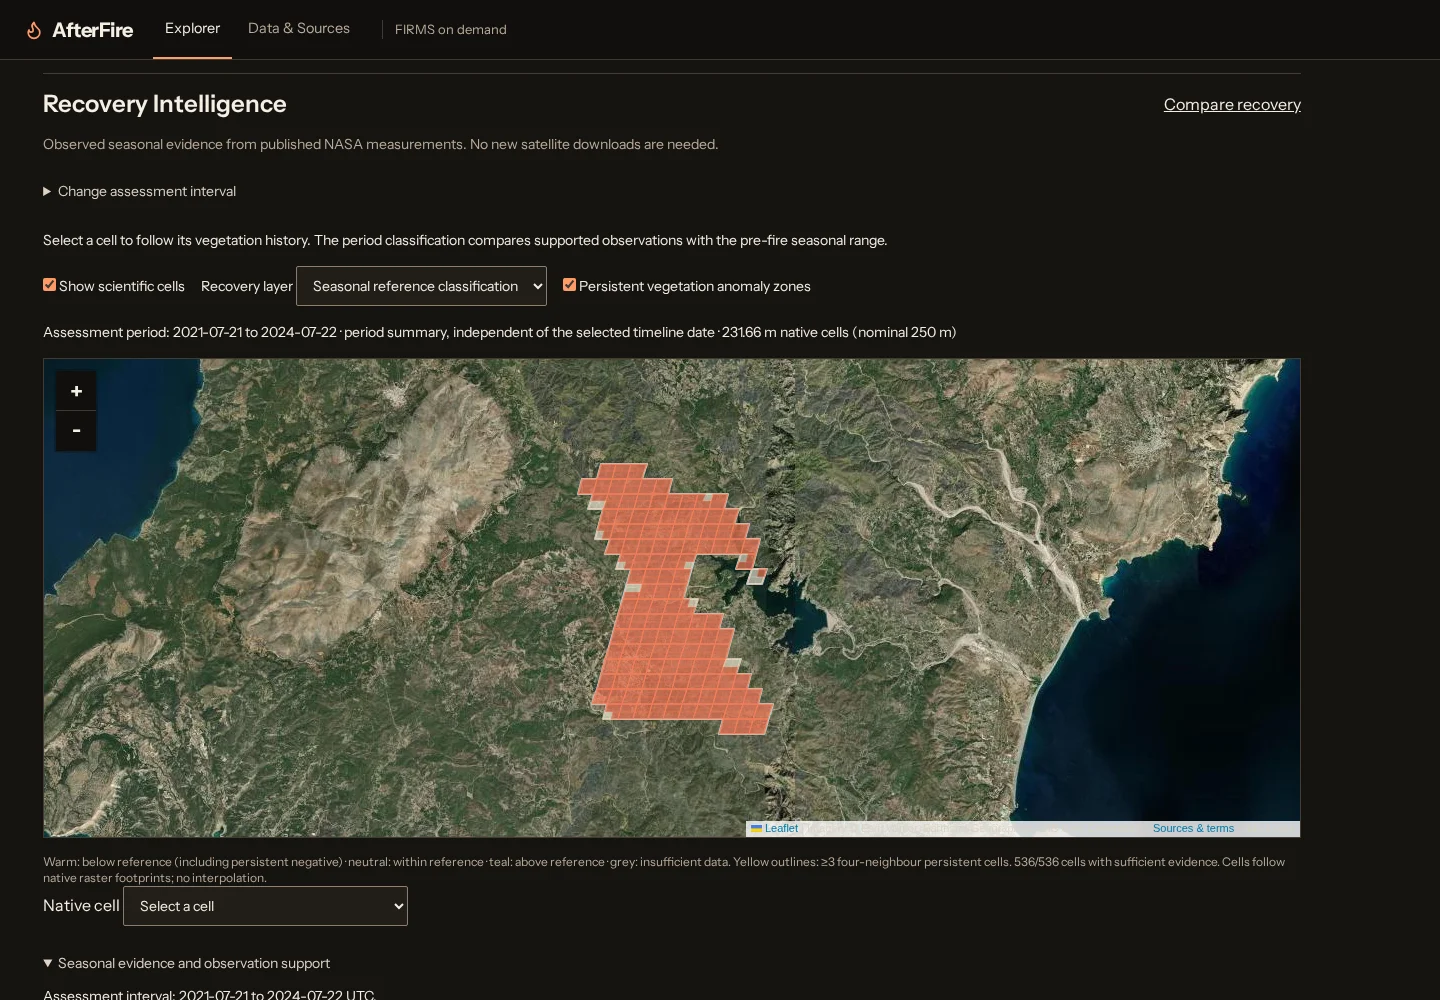 AfterFire
Explorer
Data & Sources
FIRMS on demand
Recovery Intelligence
Compare recovery
Observed seasonal evidence from published NASA measurements. No new satellite downloads are needed.
▶ Change assessment interval
Select a cell to follow its vegetation history. The period classification compares supported observations with the pre-fire seasonal range.
Show scientific cells
Recovery layer
Seasonal reference classification
Persistent vegetation anomaly zones
Assessment period: 2021-07-21 to 2024-07-22 · period summary, independent of the selected timeline date · 231.66 m native cells (nominal 250 m)
+
-
Leaflet
Sources & terms
Warm: below reference (including persistent negative) · neutral: within reference · teal: above reference · grey: insufficient data. Yellow outlines: ≥3 four-neighbour persistent cells. 536/536 cells with sufficient evidence. Cells follow
native raster footprints; no interpolation.
Native cell
Select a cell
▼ Seasonal evidence and observation support
Assessment interval: 2021-07-21 to 2024-07-22 UTC.